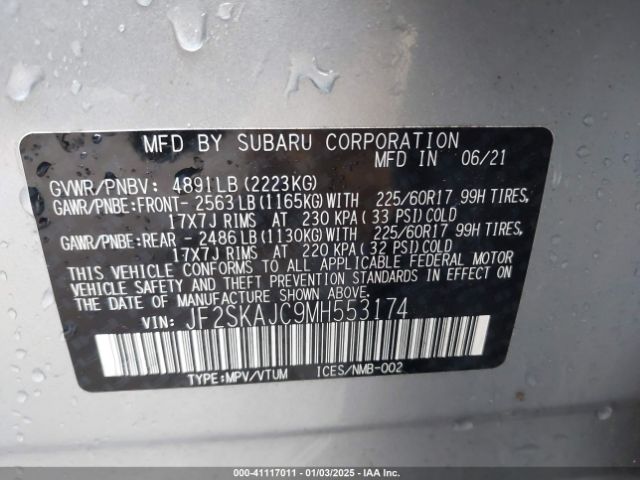 MFD BY SUBARU CORPORATION
MFD IN 06/21
GVWR/PNBV: 4891LB(2223KG)
GAWR/PNBE:FRONT- 2563LB(1165KG)WITH 225/60R17 99H TIRES,
17X7J RIMS AT 230 KPA(33 PSI)COLD
GAWR/PNBE:REAR -2486LB(1130KG)WITH 225/60R17 99H TIRES,
17X7J RIMS AT 220 KPA(32 PSI)COLD
THIS VEHICLE CONFORMS TO ALL APPLICABLE FEDERAL MOTOR
VEHICLE SAFETY AND THEFT PREVENTION STANDARDS IN EFFECT ON
THE DATE OF MANUFACTURE SHOWN ABOVE.
VIN: JF2SKAJC9MH553174
TYPE:MPV/VTUM ICES/NMB-002
000-41117011 - 01/03/2025 - IAA Inc.